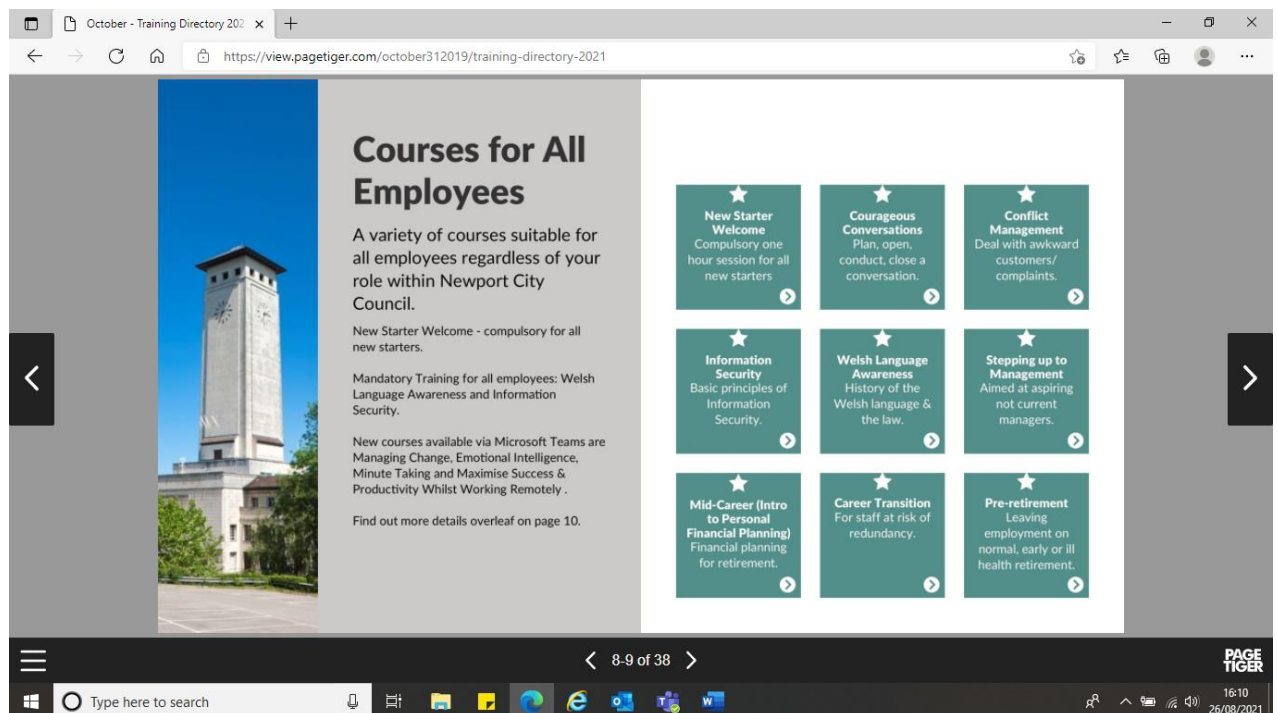 October - Training Directory 202
https://view.pagetiger.com/october312019/training-directory-2021
Courses for All
Employees
A variety of courses suitable for
all employees regardless of your
role within Newport City
Council.
New Starter Welcome - compulsory for all
new starters.
Mandatory Training for all employees: Welsh
Language Awareness and Information
Security.
New courses available via Microsoft Teams are
Managing Change, Emotional Intelligence,
Minute Taking and Maximise Success &
Productivity Whilst Working Remotely .
Find out more details overleaf on page 10.
New Starter
Welcome
Compulsory one
hour session for all
new starters
Courageous
Conversations
Plan, open,
conduct, close a
conversation.
Conflict
Management
Deal with awkward
customers/
complaints.
Information
Security
Basic principles of
Information
Security.
Welsh Language
Awareness
History of the
Welsh language &
the law.
Stepping up to
Management
Aimed at aspiring
not current
managers.
Mid-Career (Intro
to Personal
Financial Planning)
Financial planning
for retirement.
Career Transition
For staff at risk of
redundancy.
Pre-retirement
Leaving
employment on
normal, early or ill
health retirement.
8-9 of 38
PAGE
TIGER
Type here to search
16:10
26/08/2021